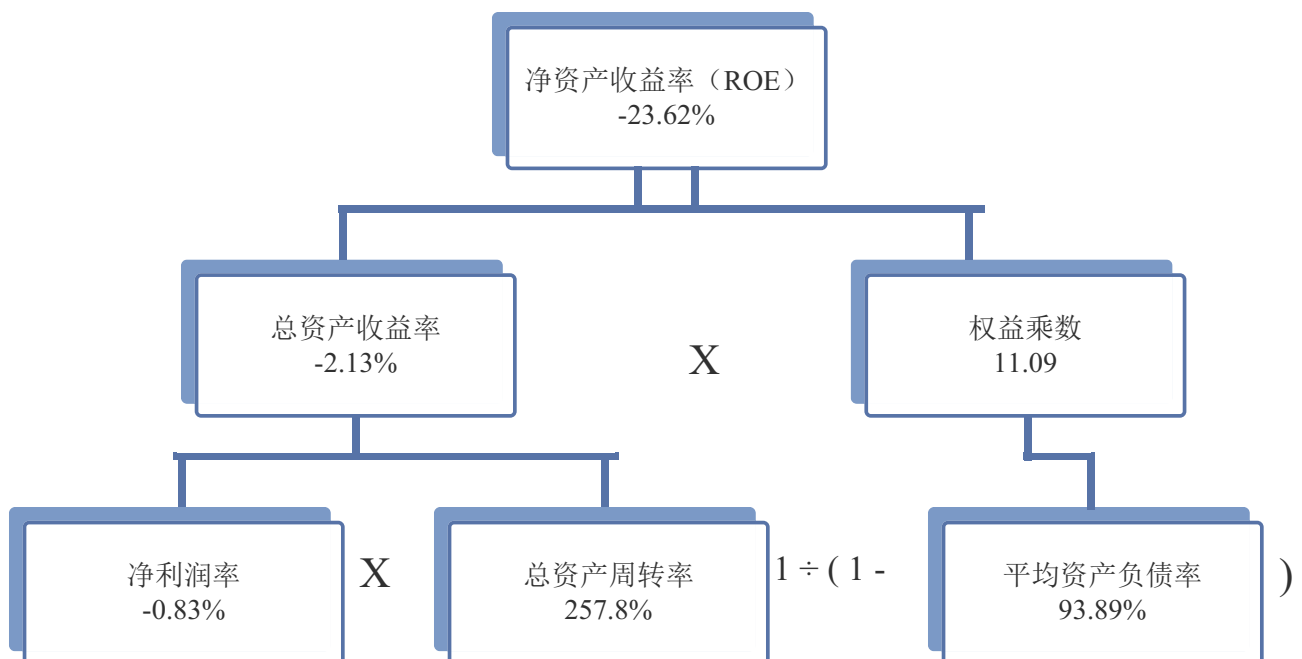 净资产收益率（ROE）
-23.62%
总资产收益率
-2.13%
X
权益乘数
11.09
净利润率
-0.83%
X
总资产周转率
257.8%
1 ÷ ( 1 -
平均资产负债率
93.89%
)